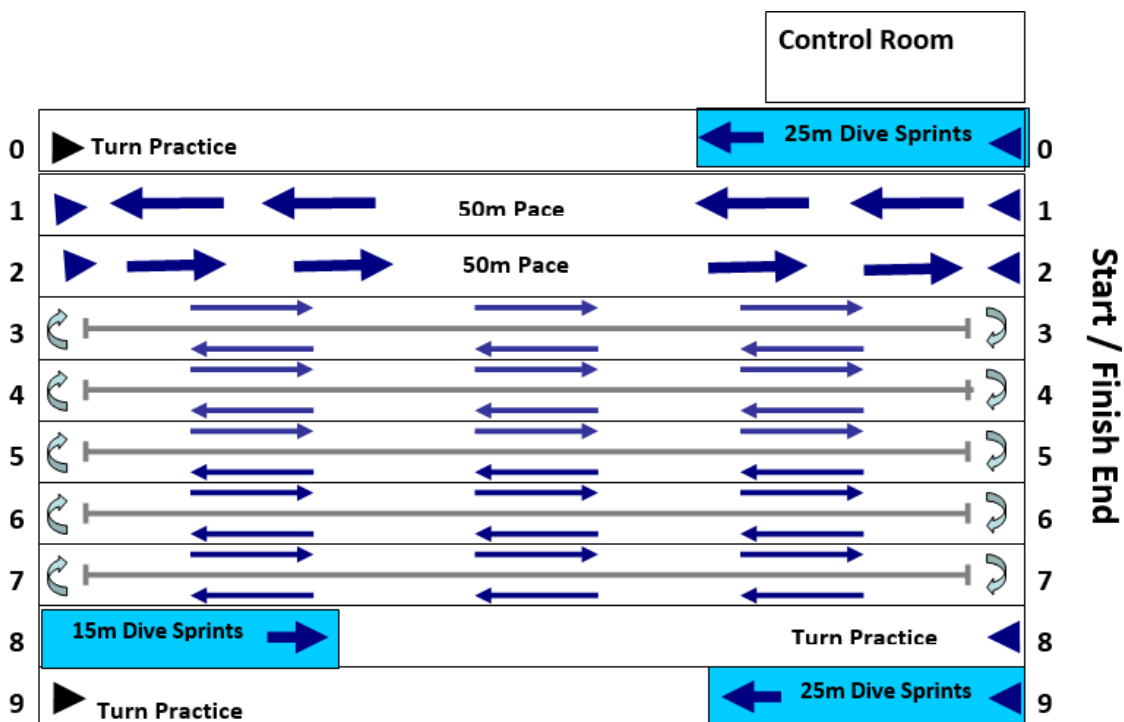 Control Room
0 Turn Practice 25m Dive Sprints 0
1 50m Pace 1
2 50m Pace 2
3 3
4 4
5 5
6 6
7 7
8 15m Dive Sprints Turn Practice 8
9 Turn Practice 25m Dive Sprints 9
Start / Finish End